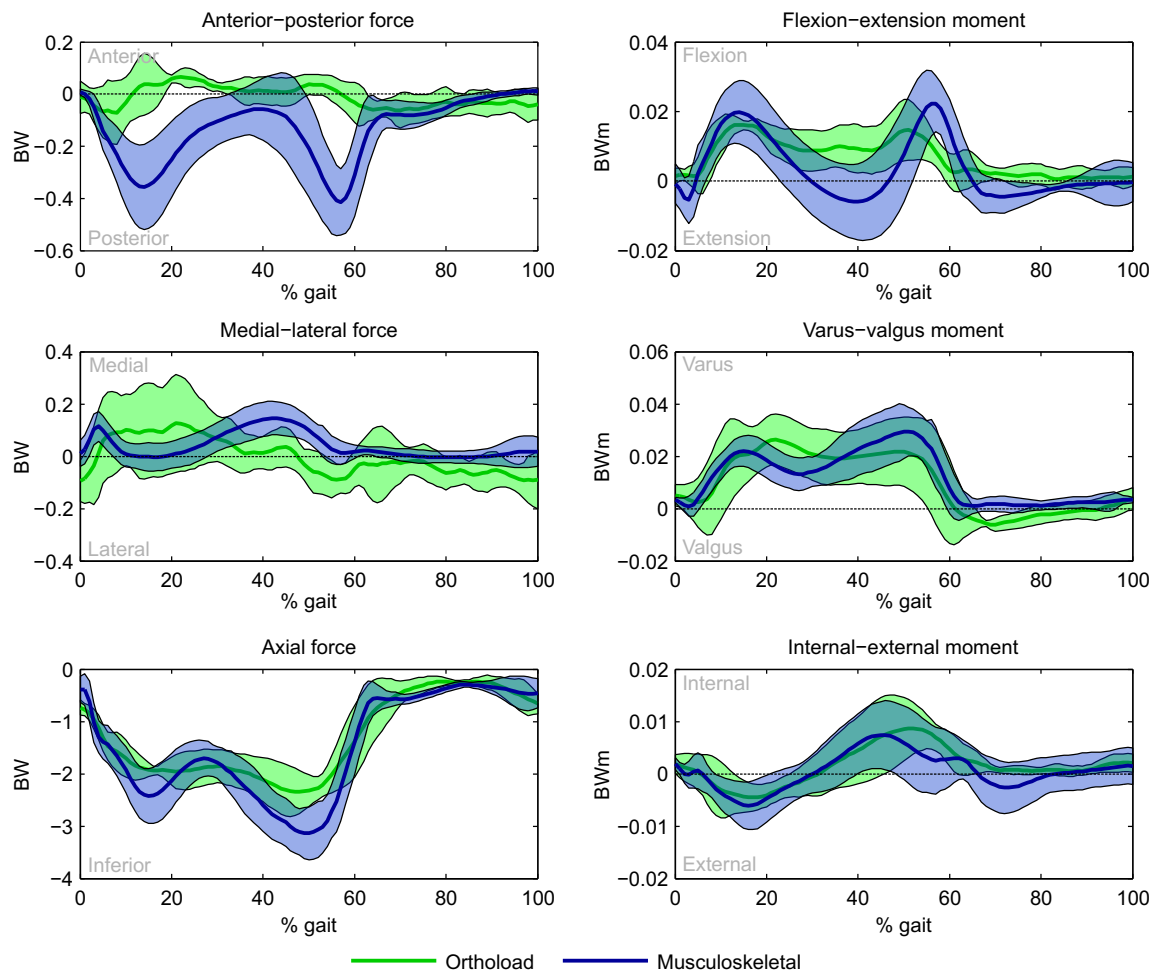 Anterior−posterior force
Anterior
Posterior
BW
0.2
0
−0.2
−0.4
−0.6
0 20 40 60 80 100
% gait
Flexion−extension moment
Flexion
Extension
BWm
0.04
0.02
0
−0.02
0 20 40 60 80 100
% gait
Medial−lateral force
Medial
Lateral
BW
0.4
0.2
0
−0.2
−0.4
0 20 40 60 80 100
% gait
Varus−valgus moment
Varus
Valgus
BWm
0.06
0.04
0.02
0
−0.02
0 20 40 60 80 100
% gait
Axial force
Inferior
BW
0
−1
−2
−3
−4
0 20 40 60 80 100
% gait
Internal−external moment
Internal
External
BWm
0.02
0.01
0
−0.01
−0.02
0 20 40 60 80 100
% gait
Orthoload Musculoskeletal